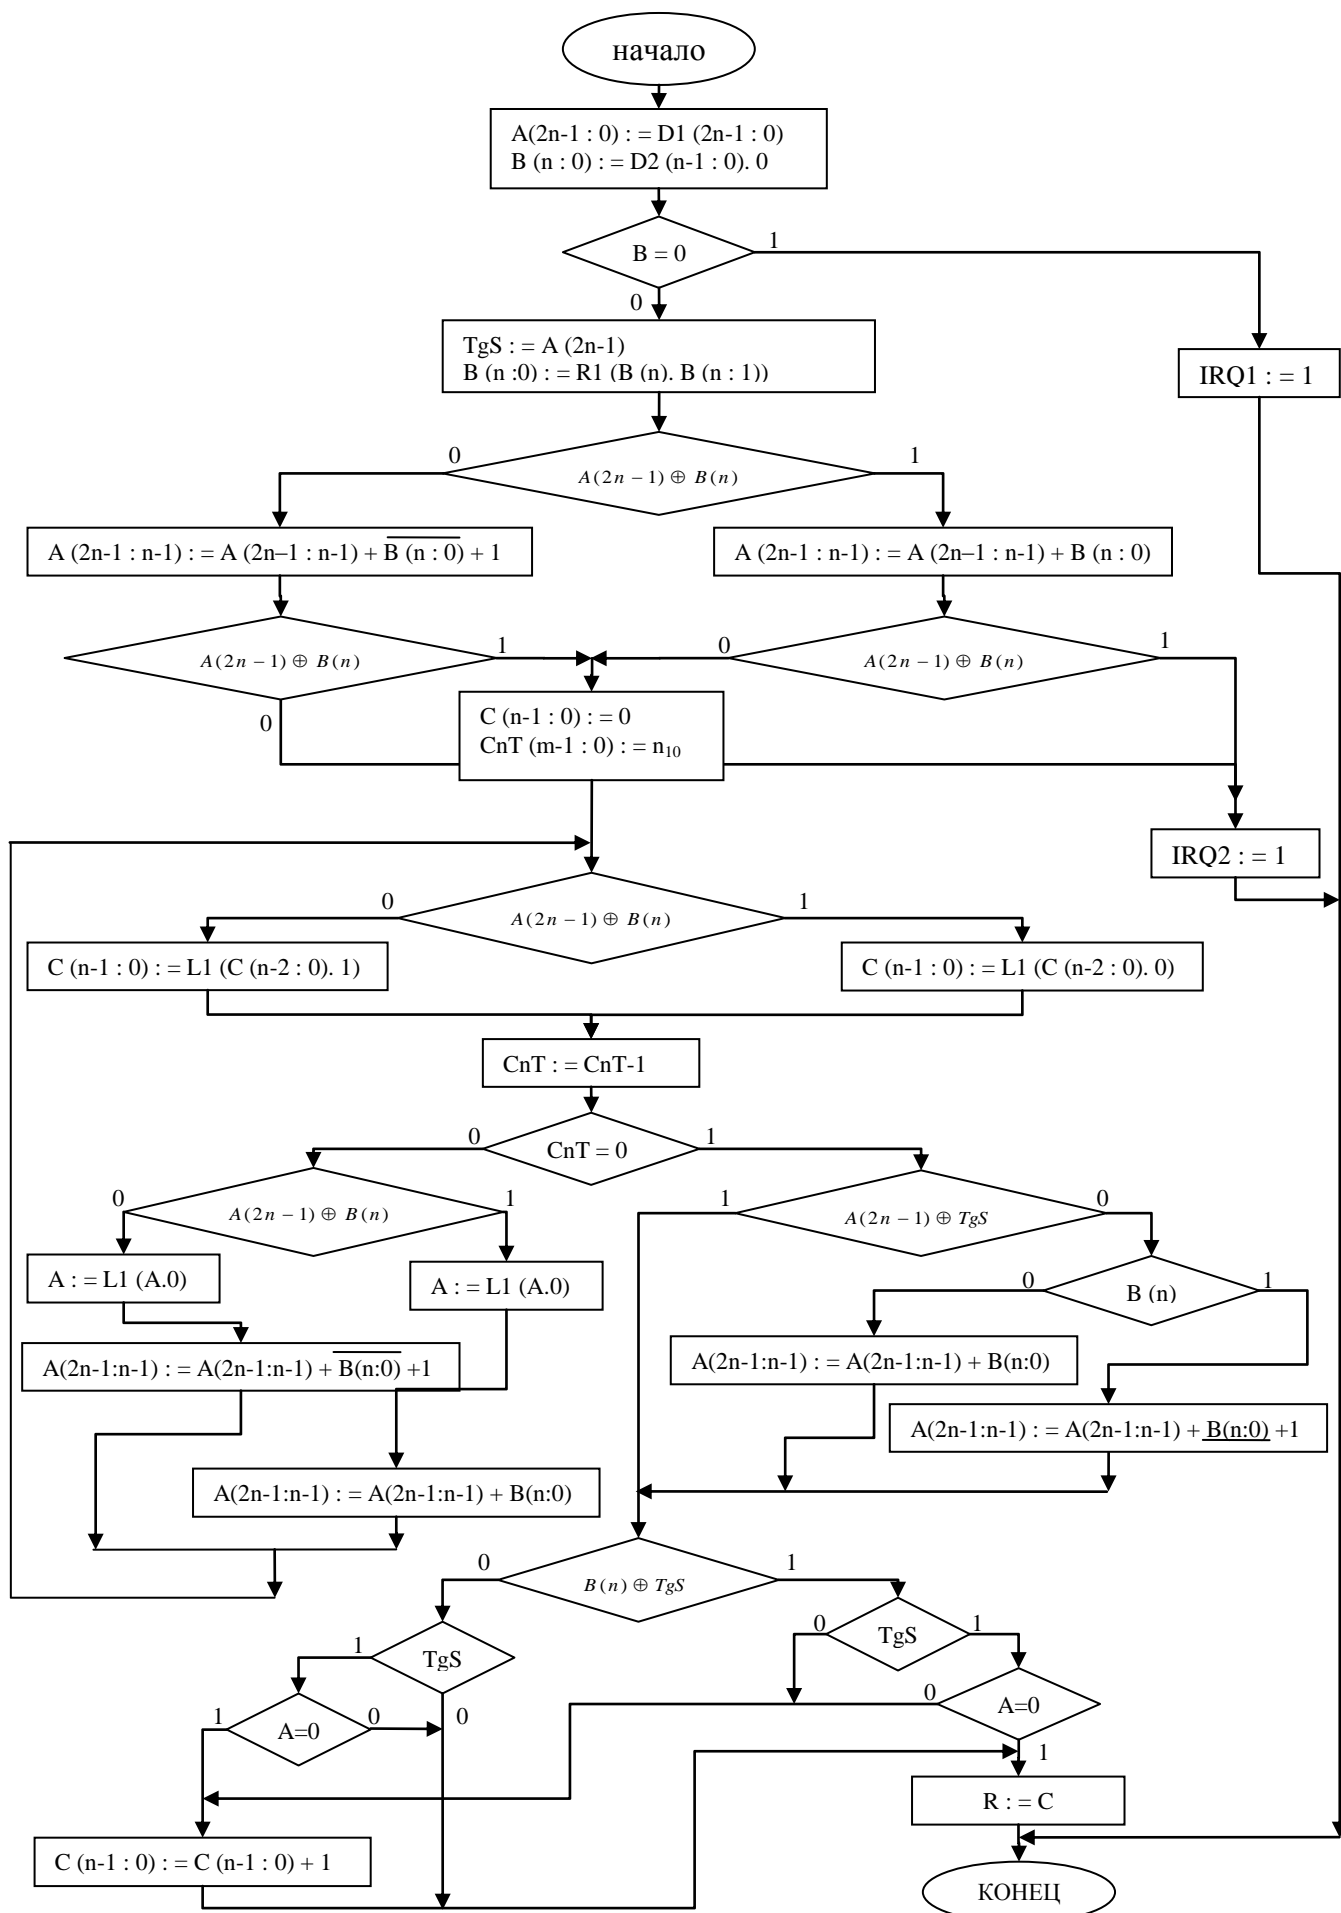 начало
A(2n-1 : 0) : = D1 (2n-1 : 0)
B (n : 0) : = D2 (n-1 : 0). 0
B = 0
1
0
TgS : = A (2n-1)
B (n :0) : = R1 (B (n). B (n : 1))
IRQ1 : = 1
0
1
A(2n − 1) ⊕ B(n)
A (2n-1 : n-1) : = A (2n-1 : n-1) + B (n : 0) + 1
A (2n-1 : n-1) : = A (2n–1 : n-1) + B (n : 0)
A(2n − 1) ⊕ B(n)
1
0
A(2n − 1) ⊕ B(n)
1
0
C (n-1 : 0) : = 0
CnT (m-1 : 0) : = n₁₀
IRQ2 : = 1
0
A(2n − 1) ⊕ B(n)
1
C (n-1 : 0) : = L1 (C (n-2 : 0). 1)
C (n-1 : 0) : = L1 (C (n-2 : 0). 0)
CnT : = CnT-1
0
CnT = 0
1
0
A(2n − 1) ⊕ B(n)
1
1
A(2n − 1) ⊕ TgS
0
A : = L1 (A.0)
A : = L1 (A.0)
0
B (n)
1
A(2n-1:n-1) : = A(2n-1:n-1) + B(n:0) +1
A(2n-1:n-1) : = A(2n-1:n-1) + B(n:0)
A(2n-1:n-1) : = A(2n-1:n-1) + B(n:0) +1
A(2n-1:n-1) : = A(2n-1:n-1) + B(n:0)
0
B(n) ⊕ TgS
1
1
TgS
0
TgS
1
1
A=0
0
0
0
A=0
1
R : = C
C (n-1 : 0) : = C (n-1 : 0) + 1
КОНЕЦ